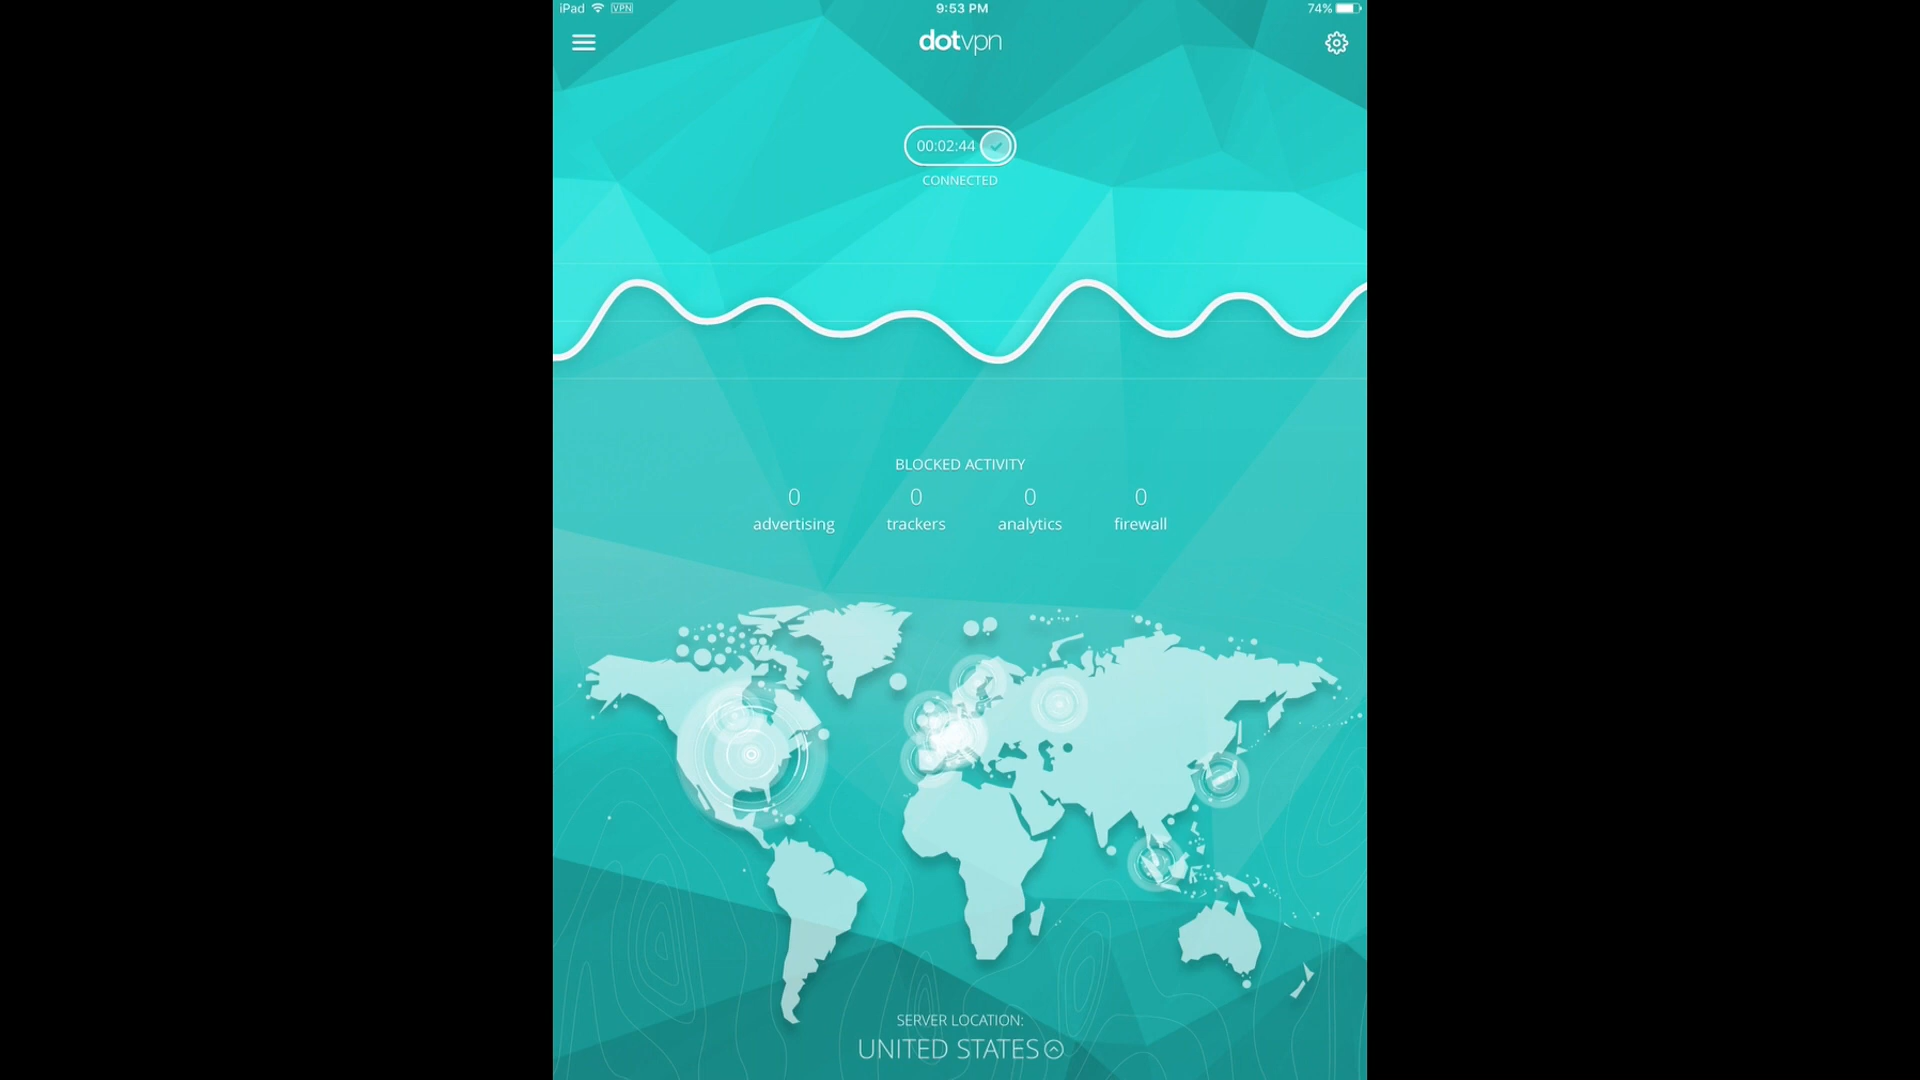 iPad VPN 9:53 PM 74%
dotvpn
00:02:44
CONNECTED
BLOCKED ACTIVITY
0 0 0 0
advertising trackers analytics firewall
SERVER LOCATION:
UNITED STATES